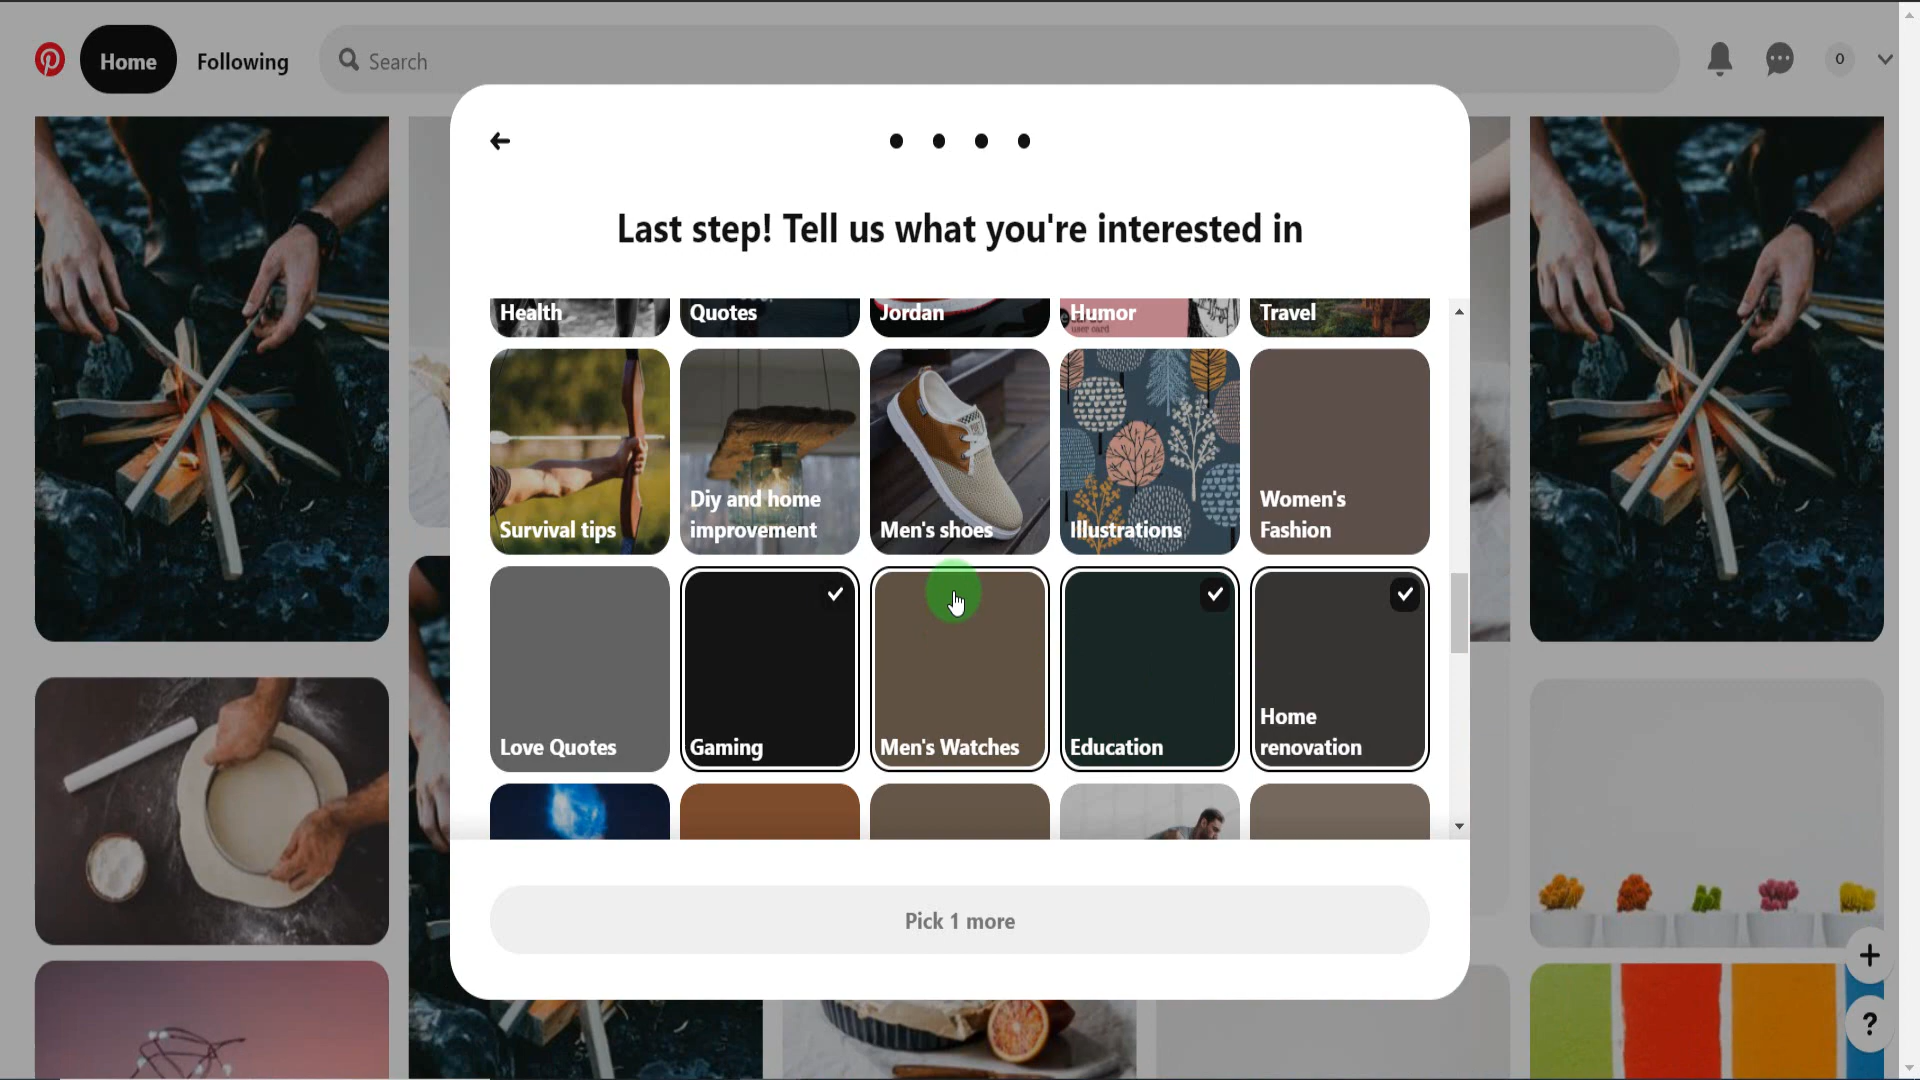 Home
Following
Search
0
Last step! Tell us what you're interested in
Health
Quotes
Jordan
Humor
user card
Travel
Survival tips
Diy and home
improvement
Men's shoes
Illustrations
Women's
Fashion
Love Quotes
Gaming
Men's Watches
Education
Home
renovation
Pick 1 more
+
?